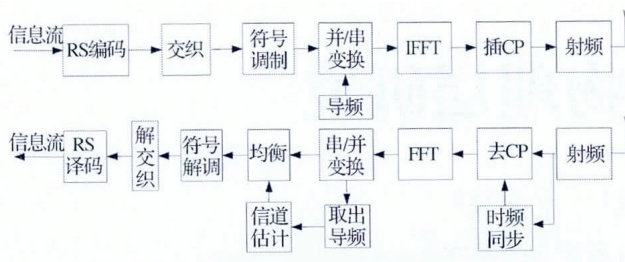 信息流
RS编码
交织
符号
调制
并/串
变换
IFFT
插CP
射频
导频
信息流
RS
译码
解
交
织
符号
解调
均衡
串/并
变换
FFT
去CP
射频
信道
估计
取出
导频
时频
同步